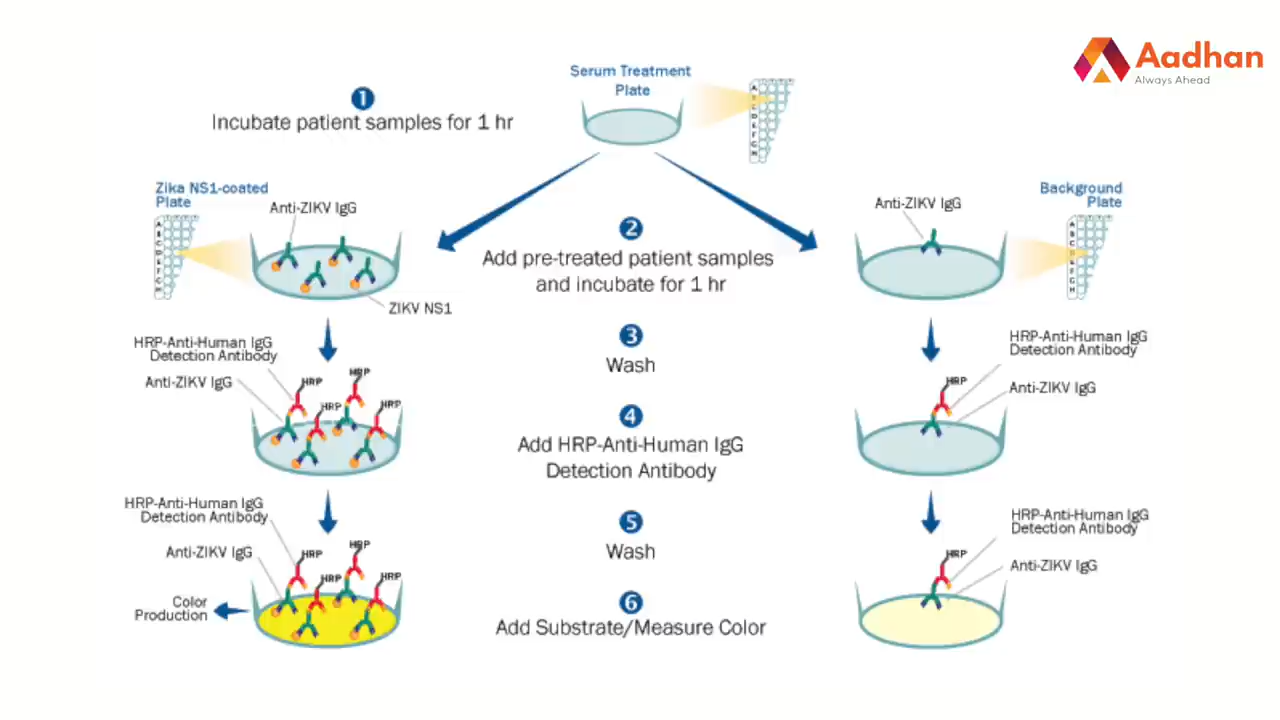 Aadhan
Always Ahead
Serum Treatment
Plate
1
Incubate patient samples for 1 hr
A
B
C
D
E
F
G
H
Zika NS1-coated
Plate
Anti-ZIKV IgG
A
B
C
D
E
F
G
H
ZIKV NS1
2
Add pre-treated patient samples
and incubate for 1 hr
Anti-ZIKV IgG
Background
Plate
A
B
C
D
E
F
G
H
3
Wash
HRP-Anti-Human IgG
Detection Antibody
Anti-ZIKV IgG
HRP
HRP
HRP
HRP
4
Add HRP-Anti-Human IgG
Detection Antibody
HRP-Anti-Human IgG
Detection Antibody
HRP
Anti-ZIKV IgG
5
Wash
HRP-Anti-Human IgG
Detection Antibody
Anti-ZIKV IgG
HRP
HRP
HRP
HRP
Color
Production
6
Add Substrate/Measure Color
HRP-Anti-Human IgG
Detection Antibody
HRP
Anti-ZIKV IgG